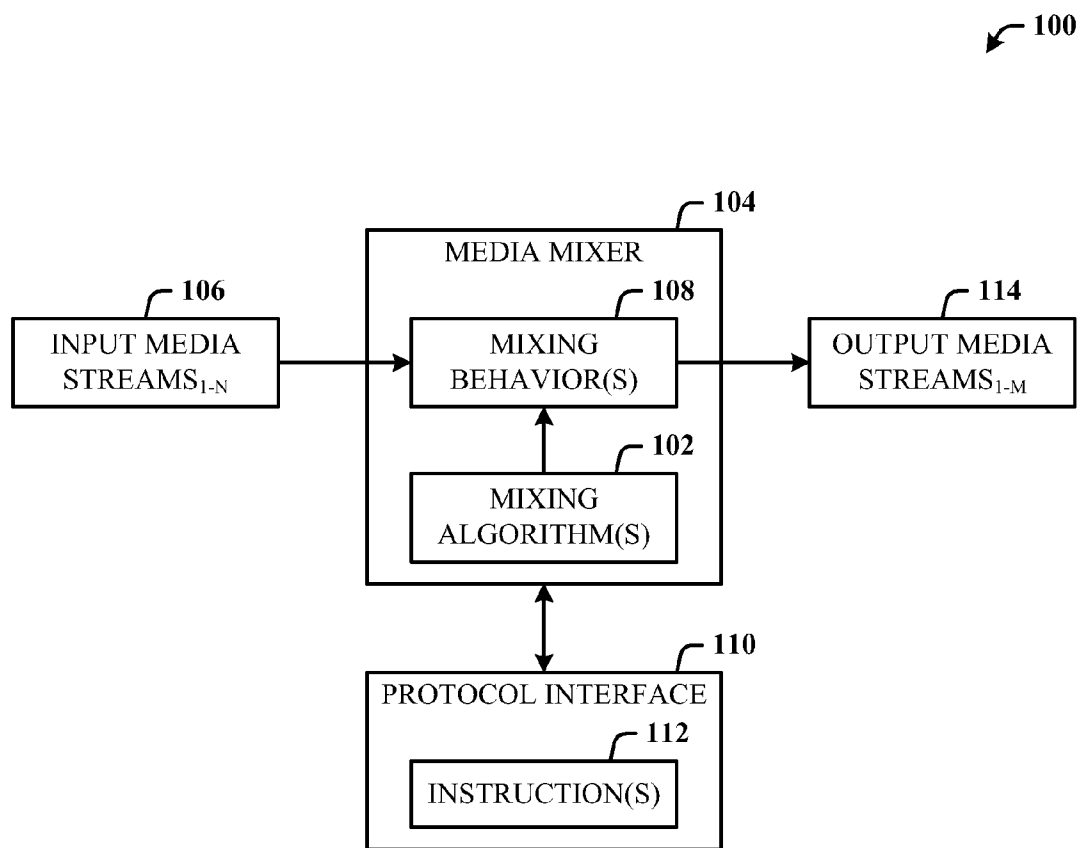 100
104
MEDIA MIXER
106
INPUT MEDIA
STREAMS1-N
108
MIXING
BEHAVIOR(S)
114
OUTPUT MEDIA
STREAMS1-M
102
MIXING
ALGORITHM(S)
110
PROTOCOL INTERFACE
112
INSTRUCTION(S)